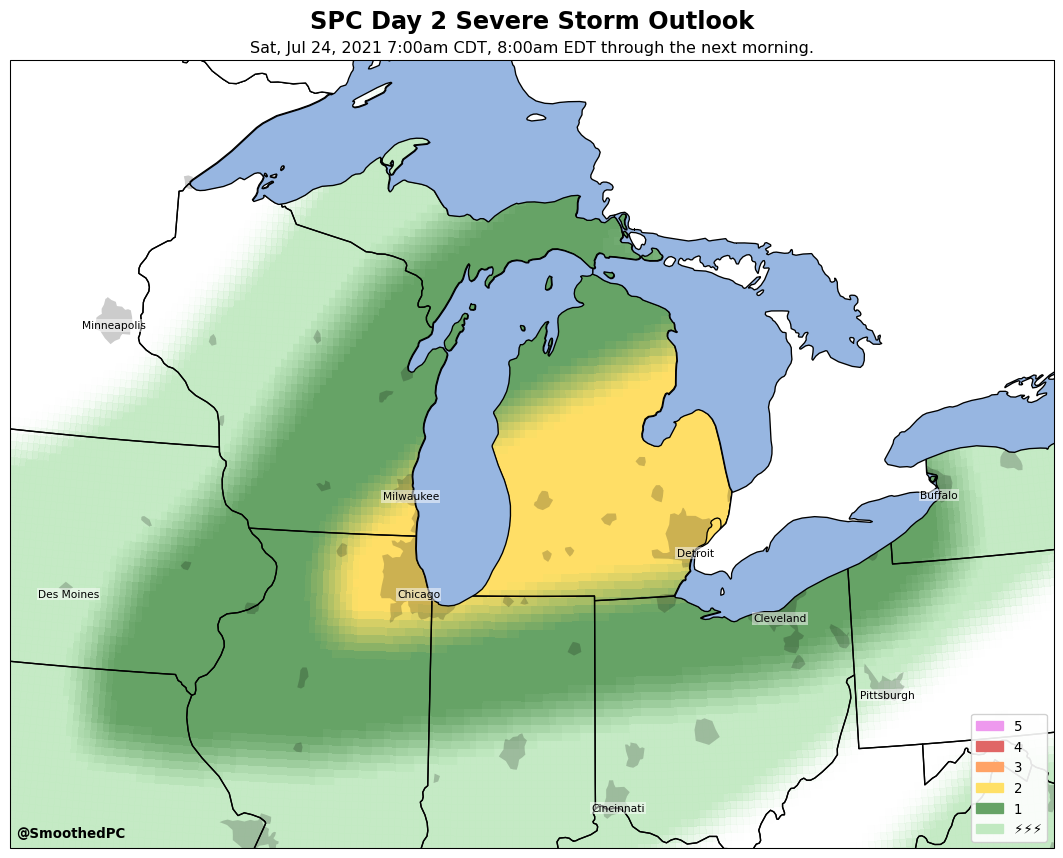 SPC Day 2 Severe Storm Outlook
Sat, Jul 24, 2021 7:00am CDT, 8:00am EDT through the next morning.
Minneapolis
Milwaukee
Buffalo
Detroit
Des Moines
Chicago
Cleveland
Pittsburgh
Cincinnati
5
4
3
2
1
⚡⚡⚡
@SmoothedPC